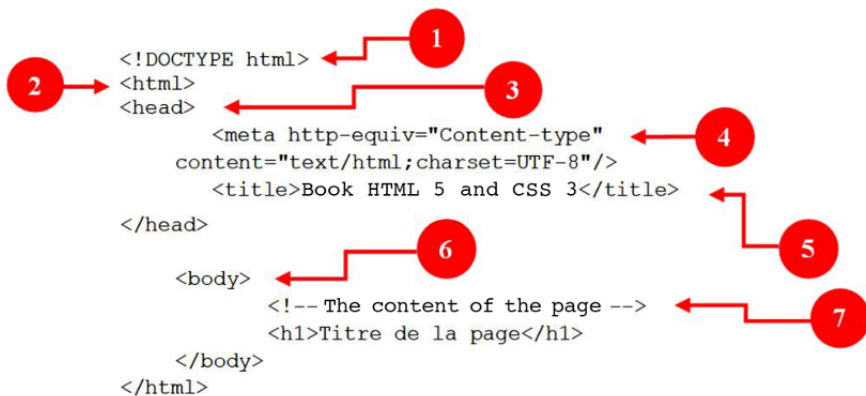 1
<!DOCTYPE html>
2
<html>
3
<head>
<meta http-equiv="Content-type"
4
content="text/html;charset=UTF-8"/>
<title>Book HTML 5 and CSS 3</title>
5
</head>
6
<body>
<!-- The content of the page -->
7
<h1>Titre de la page</h1>
</body>
</html>